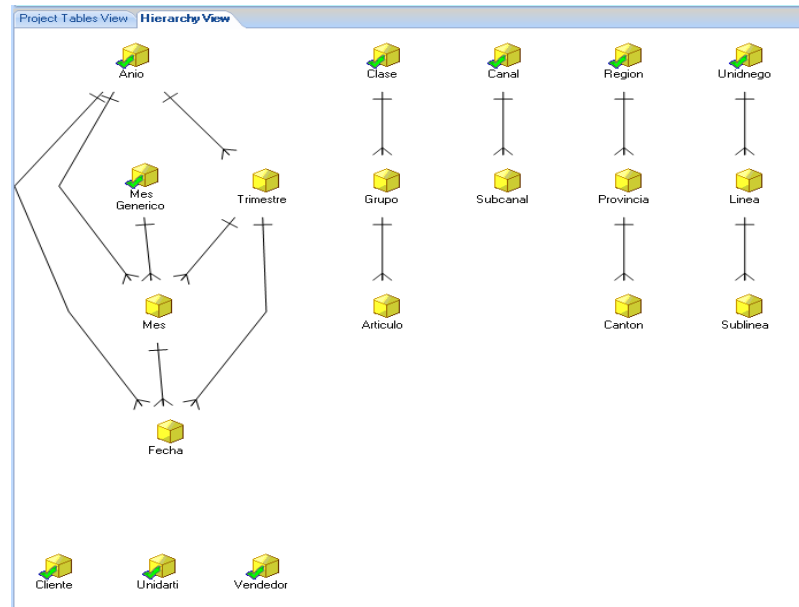 Project Tables View Hierarchy View
Anio Clase Canal Region Unidnego
Mes
Generico
Trimestre Grupo Subcanal Provincia Linea
Mes Articulo Canton Sublinea
Fecha
Cliente Unidarti Vendedor